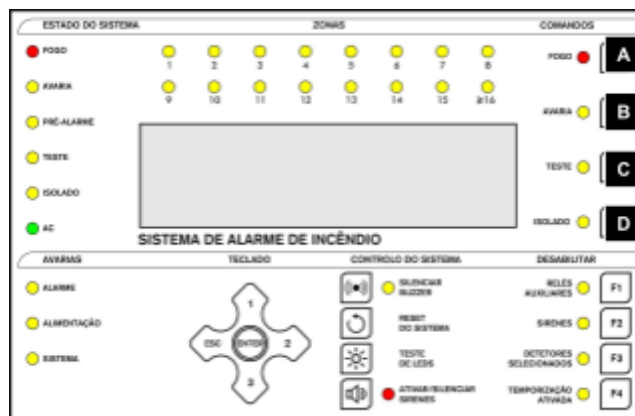 ESTADO DO SISTEMA
ZONAS
COMANDOS
FOGO
1 2 3 4 5 6 7 8
FOGO A
AVARIA
9 10 11 12 13 14 15 ≥16
AVARIA B
PRÉ-ALARME
TESTE
TESTE C
ISOLADO
ISOLADO D
AC
SISTEMA DE ALARME DE INCÊNDIO
AVARIAS
TECLADO
CONTROLO DO SISTEMA
DESABILITAR
ALARME
ALIMENTAÇÃO
SISTEMA
1
ESC ENTER 2
3
SILENCIAR
BUZZER
RESET
DO SISTEMA
TESTE
DE LEDS
ATIVAR/SILENCIAR
SIRENES
RELÉS
AUXILIARES
F1
SIRENES
F2
DETETORES
SELECIONADOS
F3
TEMPORIZAÇÃO
ATIVADA
F4